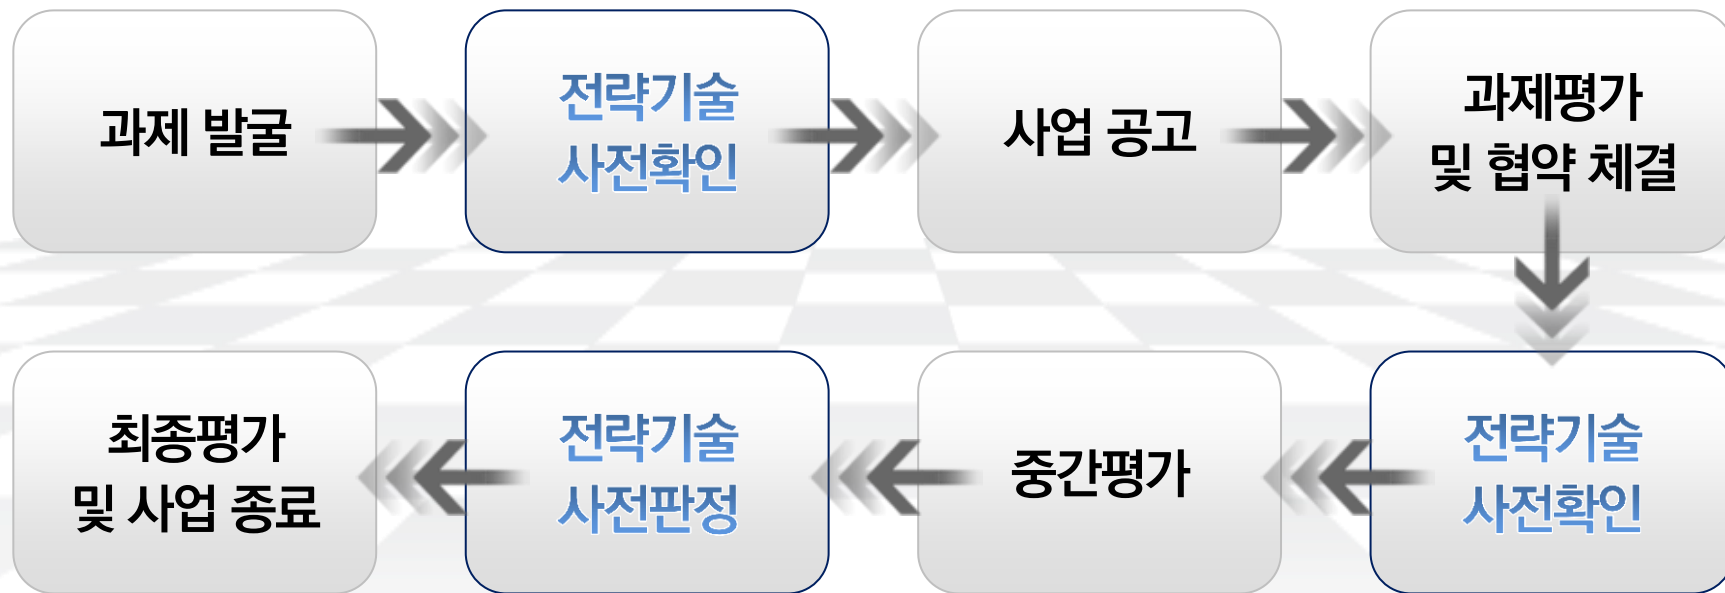 과제 발굴
전략기술
사전확인
사업 공고
과제평가
및 협약 체결
전략기술
사전확인
중간평가
전략기술
사전판정
최종평가
및 사업 종료